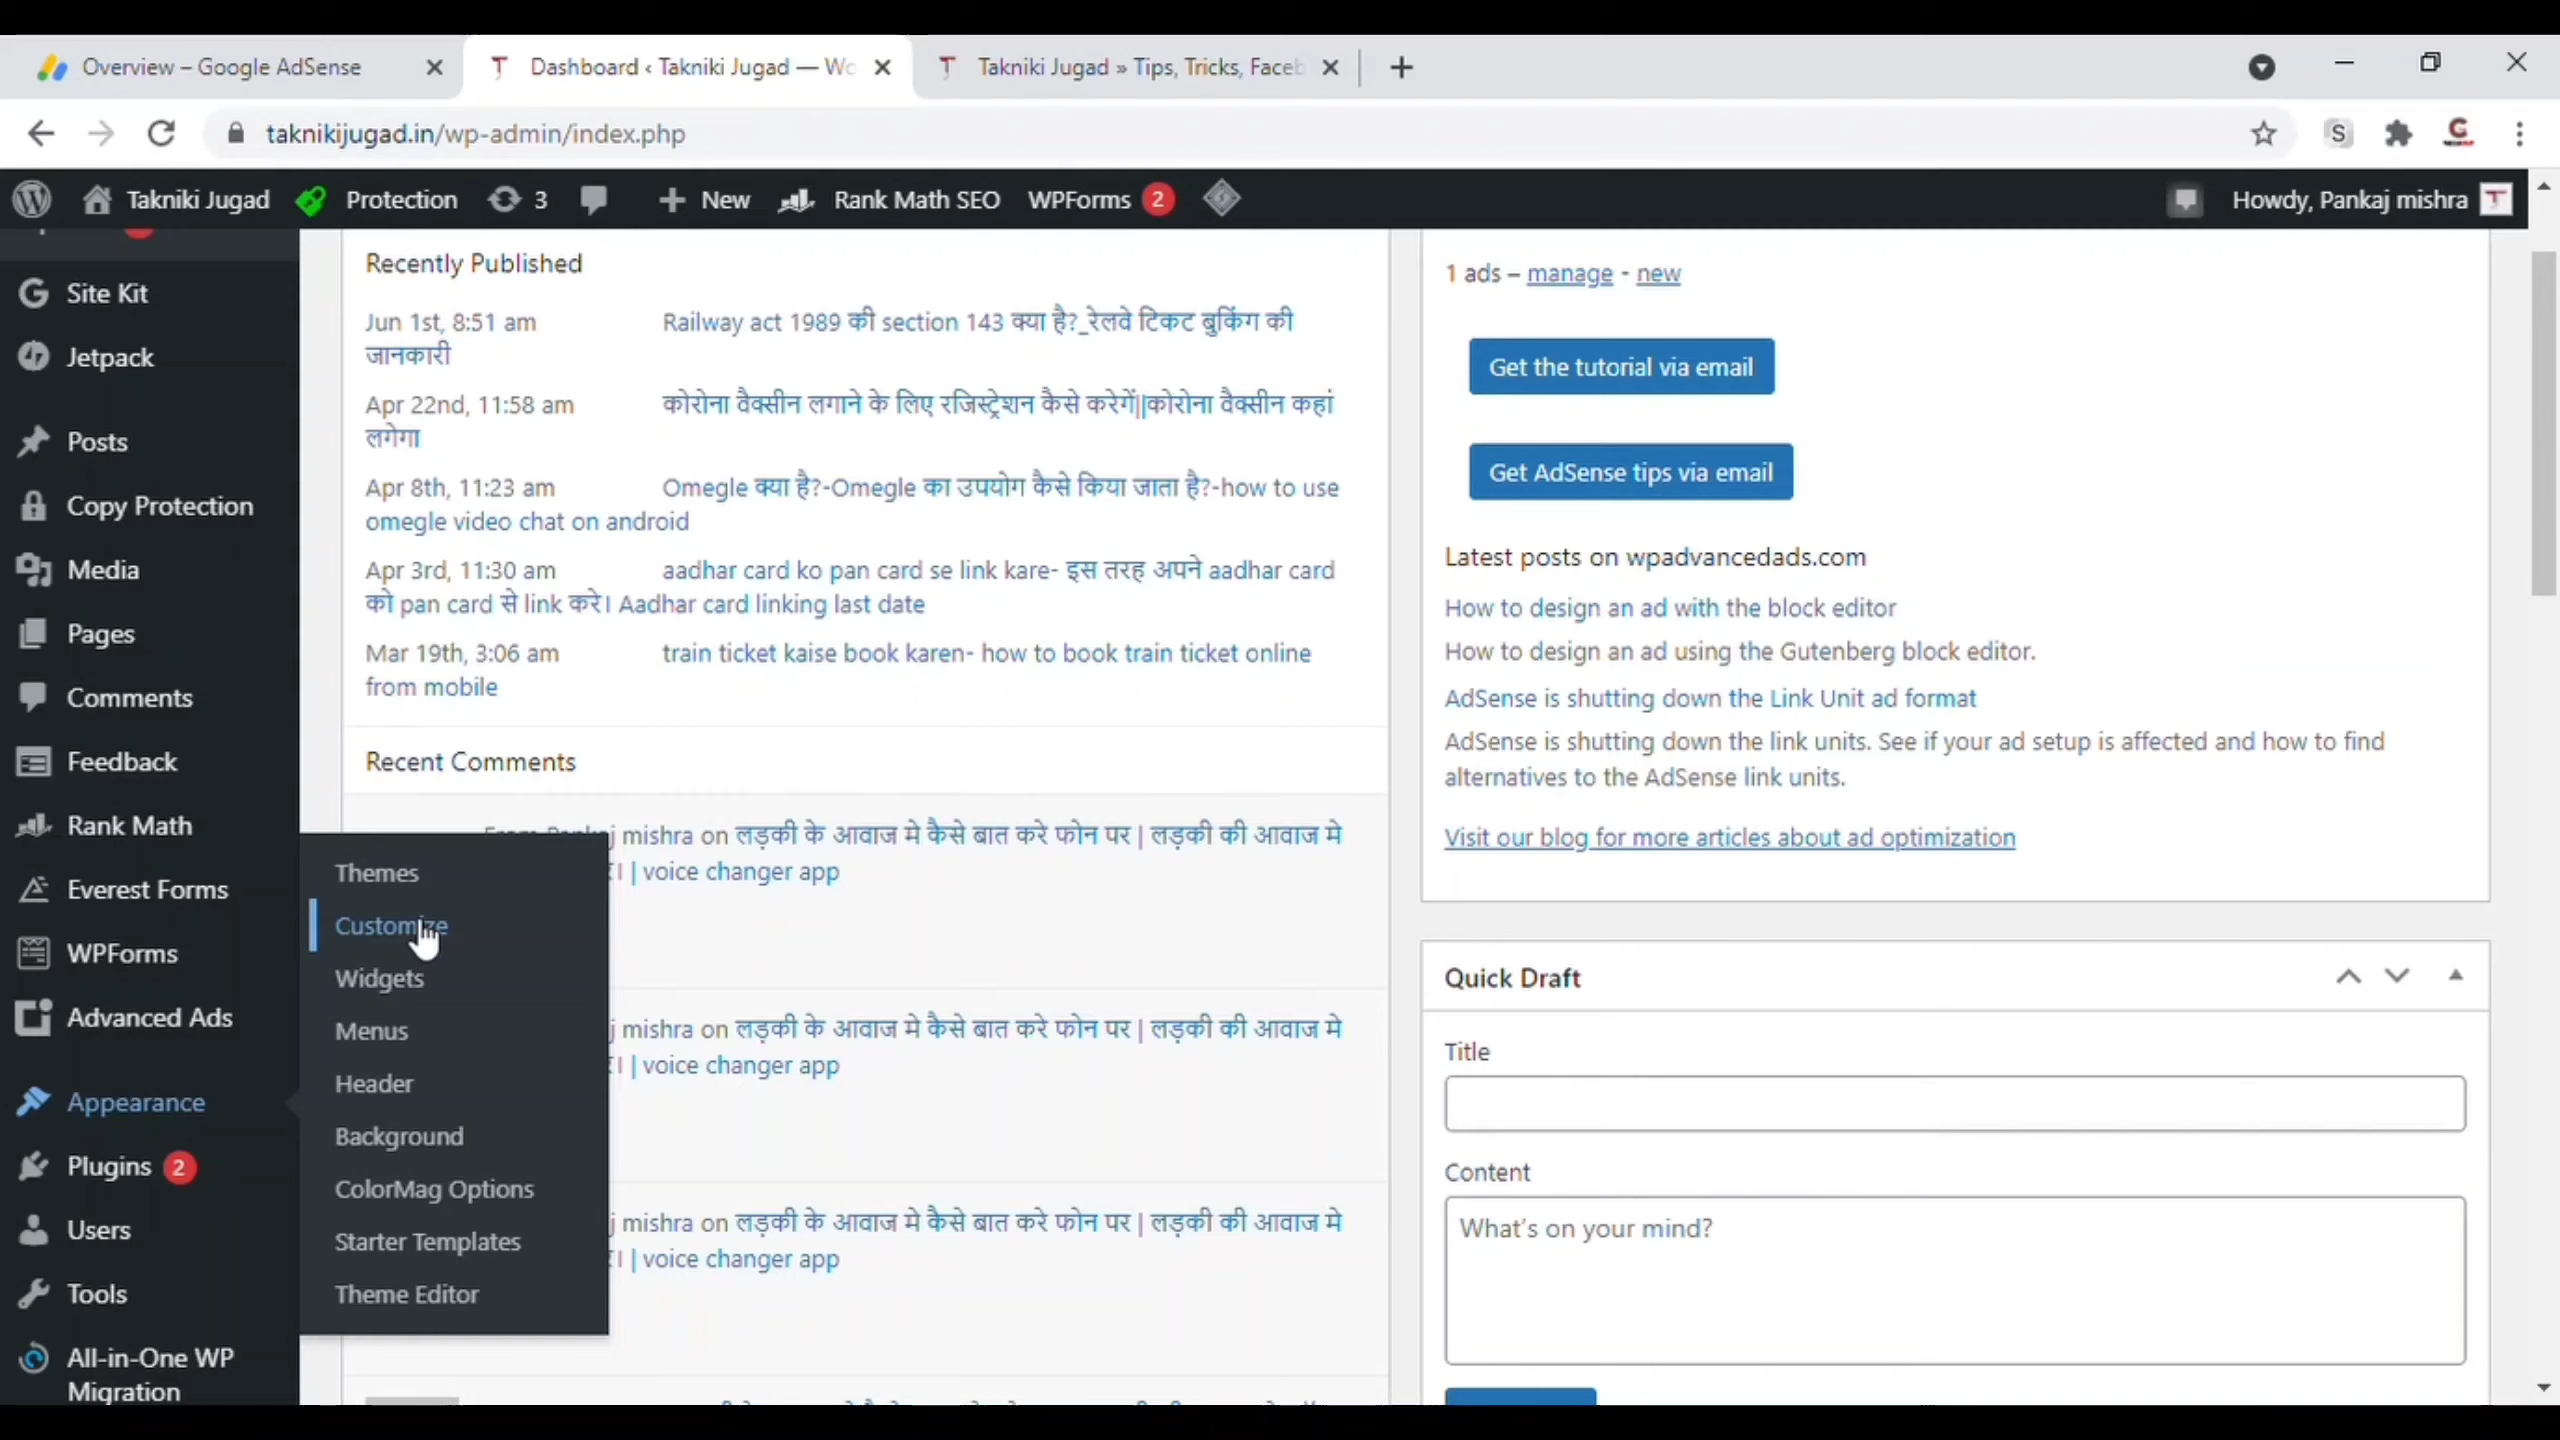 Overview – Google AdSense
Dashboard ‹ Takniki Jugad — Wo
Takniki Jugad » Tips, Tricks, Faceb
taknikijugad.in/wp-admin/index.php
Takniki Jugad
Protection
3
New
Rank Math SEO
WPForms 2
Howdy, Pankaj mishra
Site Kit
Jetpack
Posts
Copy Protection
Media
Pages
Comments
Feedback
Rank Math
Everest Forms
WPForms
Advanced Ads
Appearance
Plugins 2
Users
Tools
All-in-One WP
Migration
Themes
Customize
Widgets
Menus
Header
Background
ColorMag Options
Starter Templates
Theme Editor
Recently Published
Jun 1st, 8:51 am Railway act 1989 की section 143 क्या है?_रेलवे टिकट बुकिंग की
जानकारी
Apr 22nd, 11:58 am कोरोना वैक्सीन लगाने के लिए रजिस्ट्रेशन कैसे करेगें||कोरोना वैक्सीन कहां
लगेगा
Apr 8th, 11:23 am Omegle क्या है?-Omegle का उपयोग कैसे किया जाता है?-how to use
omegle video chat on android
Apr 3rd, 11:30 am aadhar card ko pan card se link kare- इस तरह अपने aadhar card
को pan card से link करे। Aadhar card linking last date
Mar 19th, 3:06 am train ticket kaise book karen- how to book train ticket online
from mobile
Recent Comments
mishra on लड़की के आवाज मे कैसे बात करे फोन पर | लड़की की आवाज मे
| voice changer app
mishra on लड़की के आवाज मे कैसे बात करे फोन पर | लड़की की आवाज मे
| voice changer app
mishra on लड़की के आवाज मे कैसे बात करे फोन पर | लड़की की आवाज मे
| voice changer app
1 ads – manage - new
Get the tutorial via email
Get AdSense tips via email
Latest posts on wpadvancedads.com
How to design an ad with the block editor
How to design an ad using the Gutenberg block editor.
AdSense is shutting down the Link Unit ad format
AdSense is shutting down the link units. See if your ad setup is affected and how to find
alternatives to the AdSense link units.
Visit our blog for more articles about ad optimization
Quick Draft
Title
Content
What's on your mind?